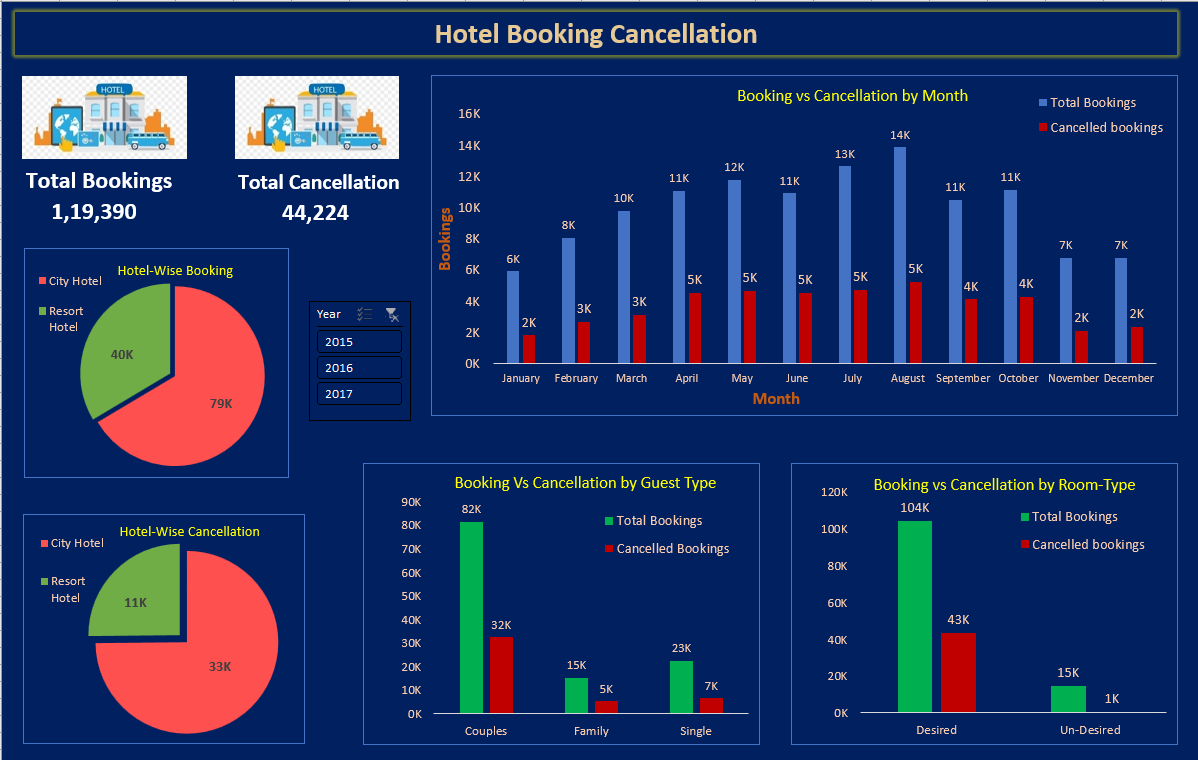 Hotel Booking Cancellation
HOTEL
HOTEL
Total Bookings
1,19,390
Total Cancellation
44,224
Booking vs Cancellation by Month
Total Bookings
Cancelled bookings
16K
14K
12K
10K
8K
6K
4K
2K
0K
Bookings
6K
8K
10K
11K
12K
11K
13K
14K
11K
11K
7K
7K
2K
3K
3K
5K
5K
5K
5K
5K
4K
4K
2K
2K
January February March April May June July August September October November December
Month
Hotel-Wise Booking
City Hotel
Resort
Hotel
40K
79K
Year
2015
2016
2017
Hotel-Wise Cancellation
City Hotel
Resort
Hotel
11K
33K
Booking Vs Cancellation by Guest Type
Total Bookings
Cancelled Bookings
90K
80K
70K
60K
50K
40K
30K
20K
10K
0K
82K
32K
15K
5K
23K
7K
Couples Family Single
Booking vs Cancellation by Room-Type
Total Bookings
Cancelled bookings
120K
100K
80K
60K
40K
20K
0K
104K
43K
15K
1K
Desired Un-Desired